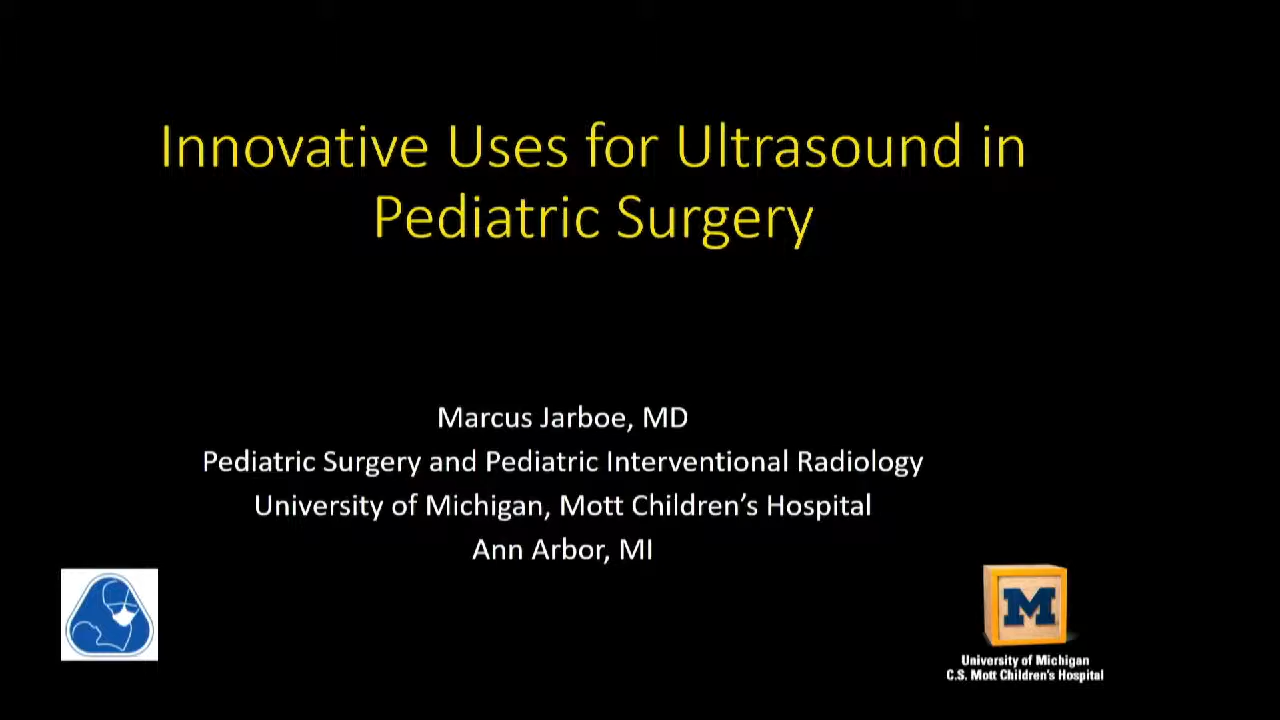 Innovative Uses for Ultrasound in
Pediatric Surgery
Marcus Jarboe, MD
Pediatric Surgery and Pediatric Interventional Radiology
University of Michigan, Mott Children’s Hospital
Ann Arbor, MI
M
University of Michigan
C.S. Mott Children's Hospital